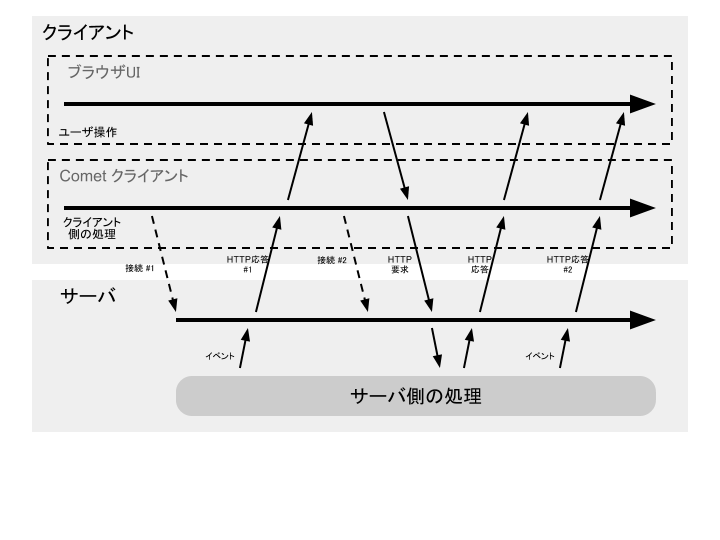 クライアント
ブラウザUI
ユーザ操作
Comet クライアント
クライアント
側の処理
接続 #1
HTTP応答
#1
接続 #2
HTTP
要求
HTTP
応答
HTTP応答
#2
サーバ
イベント
イベント
サーバ側の処理